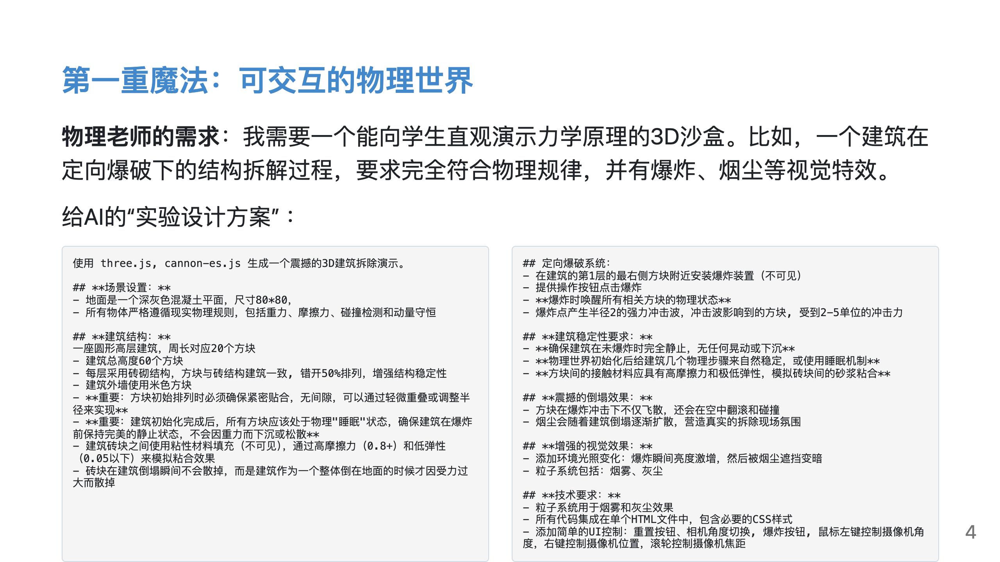 第一重魔法：可交互的物理世界
物理老师的需求：我需要一个能向学生直观演示力学原理的3D沙盒。比如，一个建筑在
定向爆破下的结构拆解过程，要求完全符合物理规律，并有爆炸、烟尘等视觉特效。
给AI的“实验设计方案”：
使用 three.js, cannon-es.js 生成一个震撼的3D建筑拆除演示。
## **场景设置：**
- 地面是一个深灰色混凝土平面，尺寸80*80，
- 所有物体严格遵循现实物理规则，包括重力、摩擦力、碰撞检测和动量守恒
## **建筑结构：**
一座圆形高层建筑，周长对应20个方块
- 建筑总高度60个方块
- 每层采用砖砌结构，方块与砖结构建筑一致, 错开50%排列，增强结构稳定性
- 建筑外墙使用米色方块
- **重要：方块初始排列时必须确保紧密贴合，无间隙，可以通过轻微重叠或调整半
径来实现**
- **重要：建筑初始化完成后，所有方块应该处于物理"睡眠"状态，确保建筑在爆炸
前保持完美的静止状态，不会因重力而下沉或松散**
- 建筑砖块之间使用粘性材料填充（不可见），通过高摩擦力（0.8+）和低弹性
（0.05以下）来模拟粘合效果
- 砖块在建筑倒塌瞬间不会散掉，而是建筑作为一个整体倒在地面的时候才因受力过
大而散掉
## 定向爆破系统：
- 在建筑的第1层的最右侧方块附近安装爆炸装置（不可见）
- 提供操作按钮点击爆炸
- **爆炸时唤醒所有相关方块的物理状态**
- 爆炸点产生半径2的强力冲击波，冲击波影响到的方块, 受到2-5单位的冲击力
## **建筑稳定性要求：**
- **确保建筑在未爆炸时完全静止，无任何晃动或下沉**
- **物理世界初始化后给建筑几个物理步骤来自然稳定，或使用睡眠机制**
- **方块间的接触材料应具有高摩擦力和极低弹性，模拟砖块间的砂浆粘合**
## **震撼的倒塌效果：**
- 方块在爆炸冲击下不仅飞散，还会在空中翻滚和碰撞
- 烟尘会随着建筑倒塌逐渐扩散，营造真实的拆除现场氛围
## **增强的视觉效果：**
- 添加环境光照变化：爆炸瞬间亮度激增，然后被烟尘遮挡变暗
- 粒子系统包括：烟雾、灰尘
## **技术要求：**
- 粒子系统用于烟雾和灰尘效果
- 所有代码集成在单个HTML文件中，包含必要的CSS样式
- 添加简单的UI控制：重置按钮、相机角度切换, 爆炸按钮, 鼠标左键控制摄像机角
度，右键控制摄像机位置，滚轮控制摄像机焦距
4